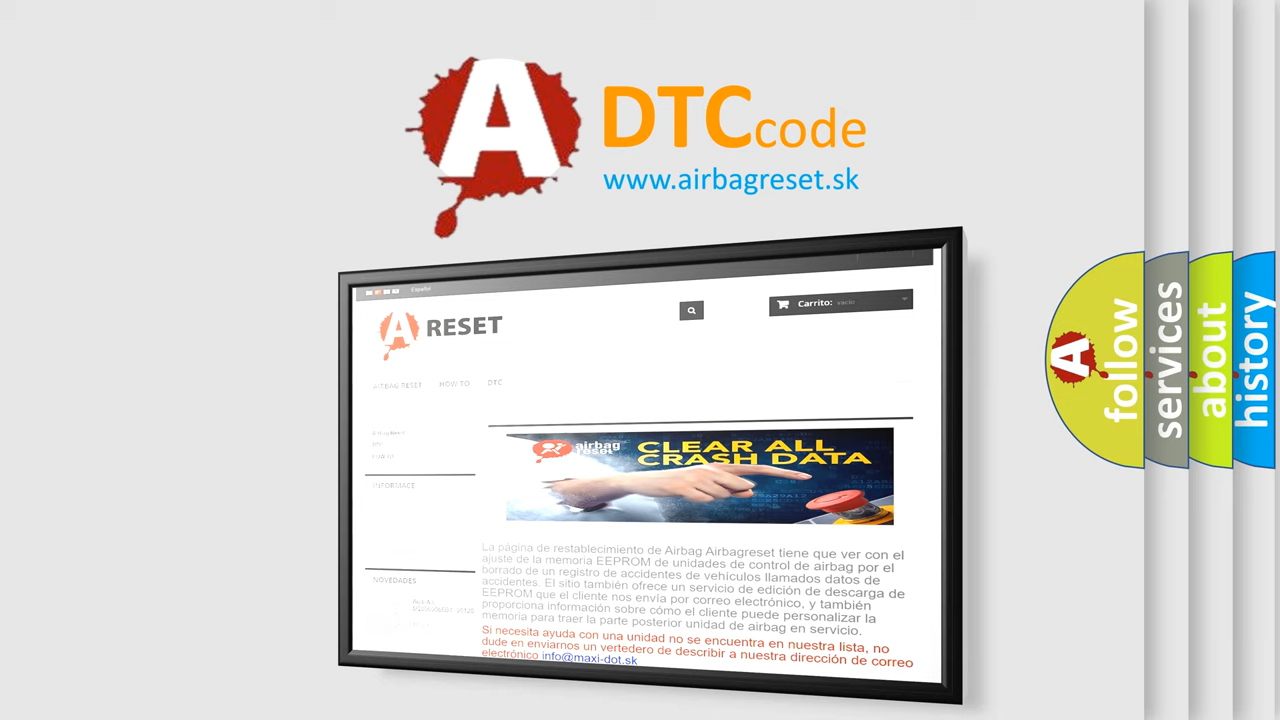 A
DTCcode
www.airbagreset.sk
Español
A RESET
Carrito: vacío
AIRBAG RESET HOW TO DTC
INFORMACE
airbag
reset
CLEAR ALL
CRASH DATA
La página de restablecimiento de Airbag Airbagreset tiene que ver con el
ajuste de la memoria EEPROM de unidades de control de airbag por el
borrado de un registro de accidentes de vehículos llamados datos de
accidentes. El sitio también ofrece un servicio de edición de descarga de
EEPROM que el cliente nos envía por correo electrónico, y también
proporciona información sobre cómo el cliente puede personalizar la
memoria para traer la parte posterior unidad de airbag en servicio.
Si necesita ayuda con una unidad no se encuentra en nuestra lista, no
dude en enviarnos un vertedero de describir a nuestra dirección de correo
electrónico info@maxi-dot.sk
NOVEDADES
A
follow
services
about
history